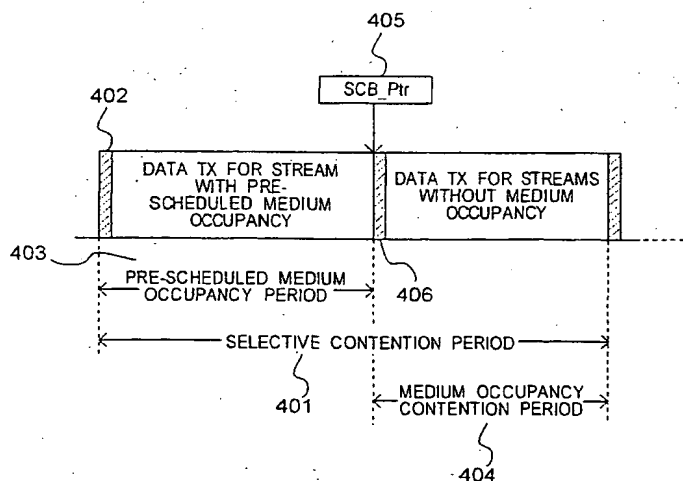 405
SCB_Ptr
402
DATA TX FOR STREAM
WITH PRE-
SCHEDULED MEDIUM
OCCUPANCY
DATA TX FOR STREAMS
WITHOUT MEDIUM
OCCUPANCY
403
PRE-SCHEDULED MEDIUM
OCCUPANCY PERIOD
406
SELECTIVE CONTENTION PERIOD
401
MEDIUM OCCUPANCY
CONTENTION PERIOD
404